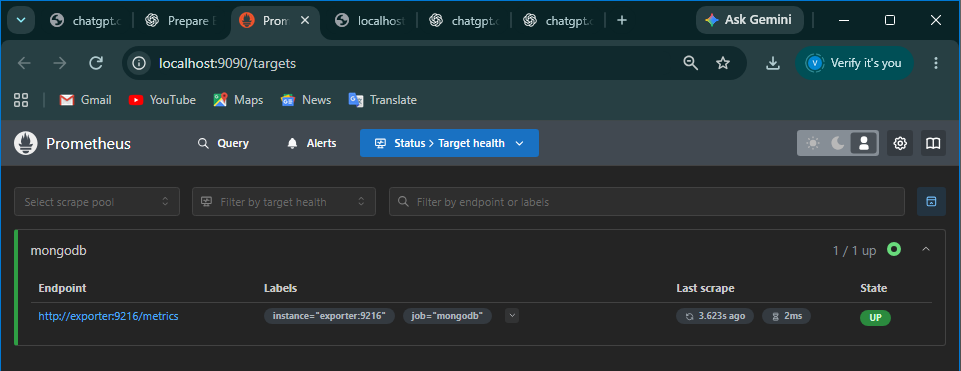 chatgpt.c
Prepare E
Prom
localhost
chatgpt.c
chatgpt.c
Ask Gemini
localhost:9090/targets
Verify it's you
Gmail
YouTube
Maps
News
Translate
Prometheus
Query
Alerts
Status > Target health
Select scrape pool
Filter by target health
Filter by endpoint or labels
mongodb
1 / 1 up
Endpoint Labels Last scrape State
http://exporter:9216/metrics instance="exporter:9216" job="mongodb" 3.623s ago 2ms UP